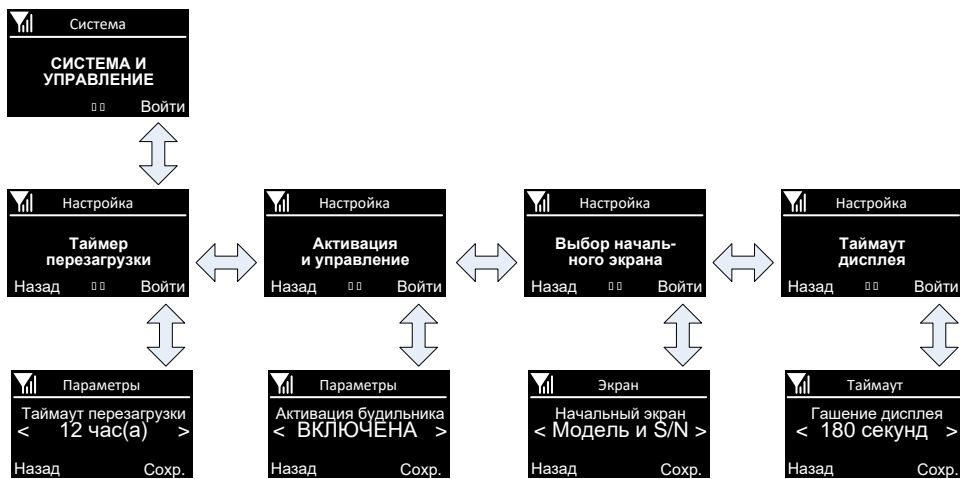 Система
СИСТЕМА И
УПРАВЛЕНИЕ
Войти
Настройка
Таймер
перезагрузки
Назад Войти
Настройка
Активация
и управление
Назад Войти
Настройка
Выбор началь-
ного экрана
Назад Войти
Настройка
Таймаут
дисплея
Назад Войти
Параметры
Таймаут перезагрузки
< 12 час(а) >
Назад Сохр.
Параметры
Активация будильника
< ВКЛЮЧЕНА >
Назад Сохр.
Экран
Начальный экран
< Модель и S/N >
Назад Сохр.
Таймаут
Гашение дисплея
< 180 секунд >
Назад Сохр.